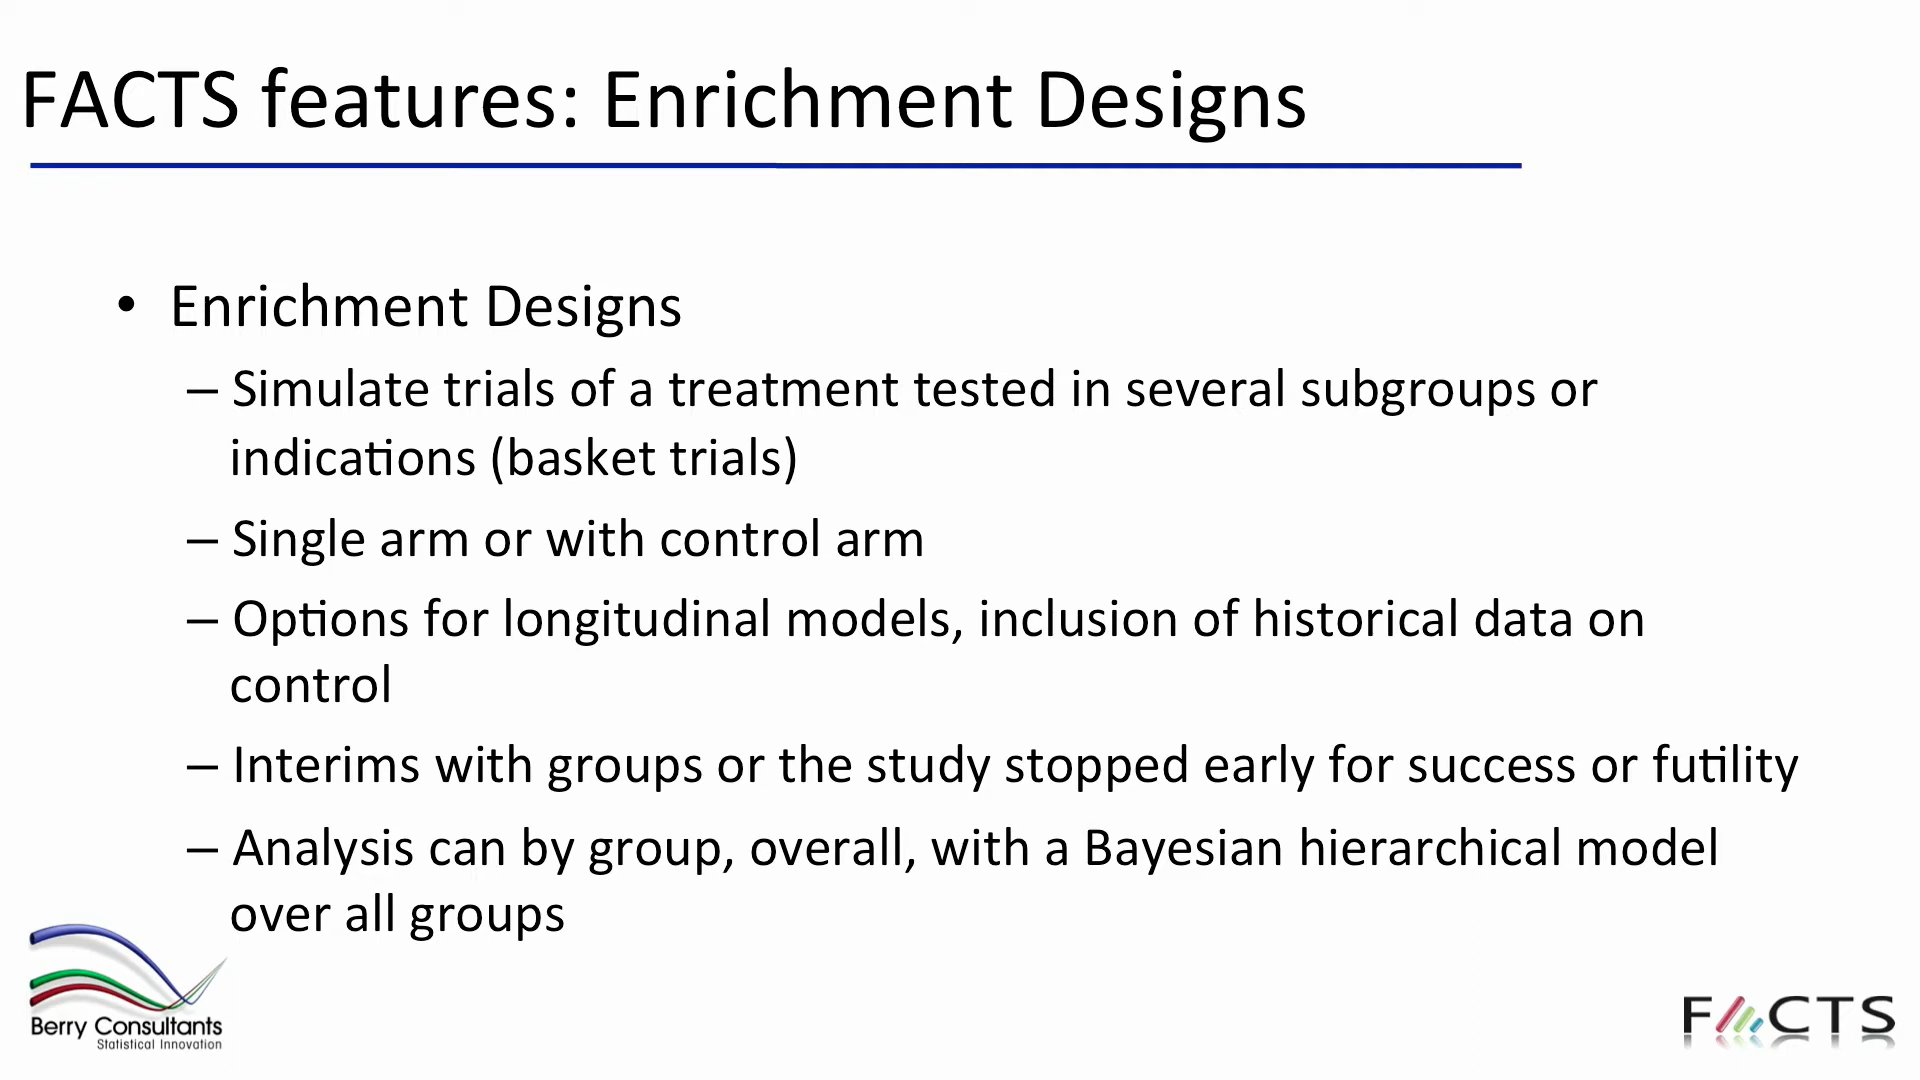 FACTS features: Enrichment Designs
• Enrichment Designs
– Simulate trials of a treatment tested in several subgroups or
indications (basket trials)
– Single arm or with control arm
– Options for longitudinal models, inclusion of historical data on
control
– Interims with groups or the study stopped early for success or futility
– Analysis can by group, overall, with a Bayesian hierarchical model
over all groups
Berry Consultants
Statistical Innovation
FACTS